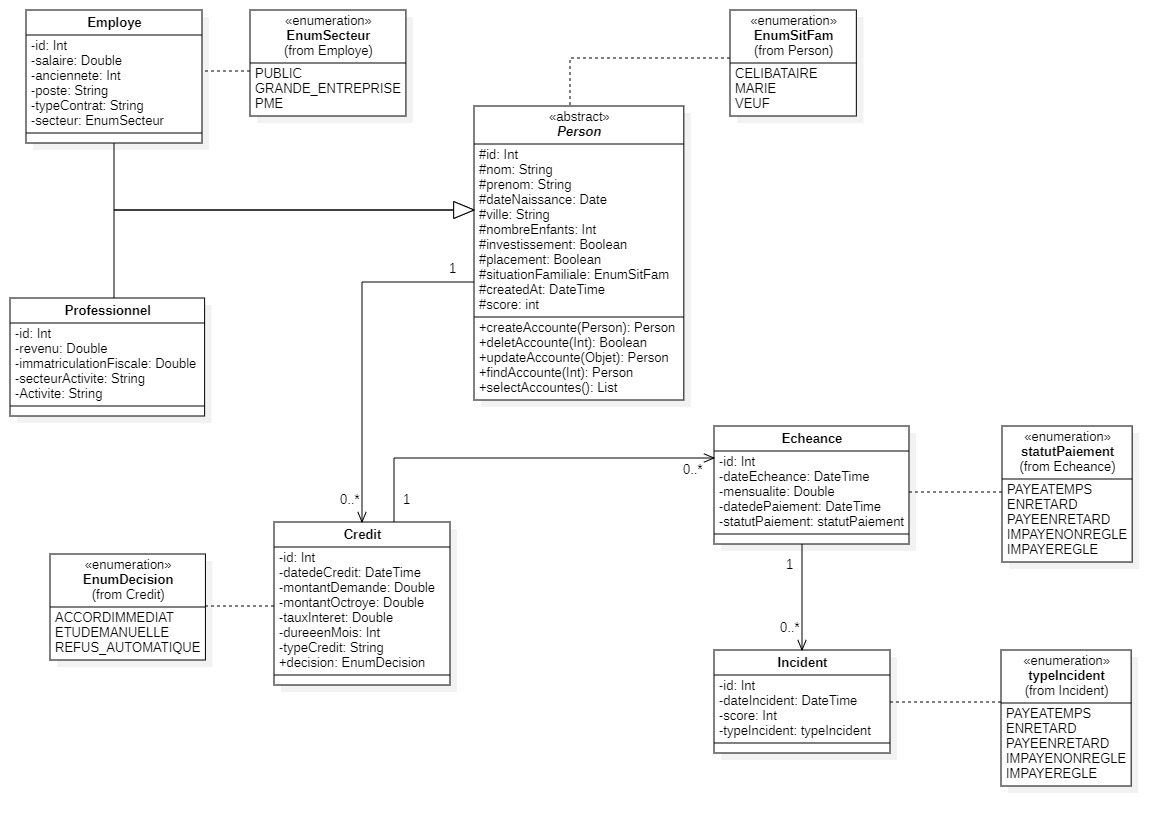 Employe
-id: Int
-salaire: Double
-anciennete: Int
-poste: String
-typeContrat: String
-secteur: EnumSecteur
«enumeration»
EnumSecteur
(from Employe)
PUBLIC
GRANDE_ENTREPRISE
PME
«enumeration»
EnumSitFam
(from Person)
CELIBATAIRE
MARIE
VEUF
«abstract»
Person
#id: Int
#nom: String
#prenom: String
#dateNaissance: Date
#ville: String
#nombreEnfants: Int
#investissement: Boolean
#placement: Boolean
#situationFamiliale: EnumSitFam
#createdAt: DateTime
#score: int
+createAccounte(Person): Person
+deletAccounte(Int): Boolean
+updateAccounte(Objet): Person
+findAccounte(Int): Person
+selectAccountes(): List
1
Professionnel
-id: Int
-revenu: Double
-immatriculationFiscale: Double
-secteurActivite: String
-Activite: String
0..*
1
0..*
Echeance
-id: Int
-dateEcheance: DateTime
-mensualite: Double
-datedePaiement: DateTime
-statutPaiement: statutPaiement
«enumeration»
statutPaiement
(from Echeance)
PAYEATEMPS
ENRETARD
PAYEENRETARD
IMPAYENONREGLE
IMPAYEREGLE
Credit
-id: Int
-datedeCredit: DateTime
-montantDemande: Double
-montantOctroye: Double
-tauxInteret: Double
-dureeenMois: Int
-typeCredit: String
+decision: EnumDecision
«enumeration»
EnumDecision
(from Credit)
ACCORDIMMEDIAT
ETUDEMANUELLE
REFUS_AUTOMATIQUE
1
0..*
Incident
-id: Int
-dateIncident: DateTime
-score: Int
-typeIncident: typeIncident
«enumeration»
typeIncident
(from Incident)
PAYEATEMPS
ENRETARD
PAYEENRETARD
IMPAYENONREGLE
IMPAYEREGLE